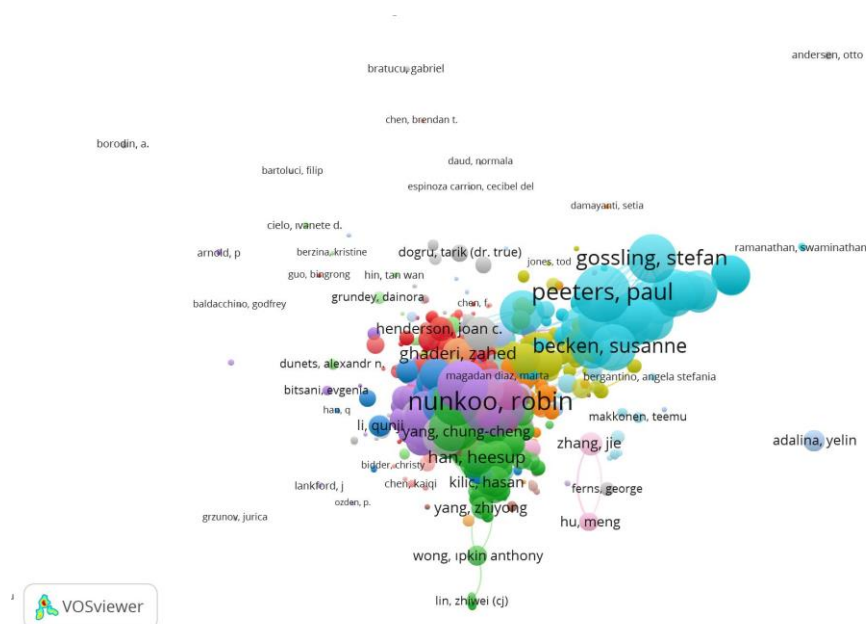 andersen, otto
bratucu, gabriel
chen, brendan t.
borodin, a.
daud, normala
bartoluci, filip
espinoza carrion, cecibel del
damayanti, setia
cielo, ıvanete d.
arnold, p
berzina, kristine
dogru, tarik (dr. true)
jones, tod
gossling, stefan
ramanathan, swaminathan
guo, bingrong
hin, tan wan
peeters, paul
baldacchino, godfrey
grundey, dainora
chen, f.
henderson, joan c.
ghaderi, zahed
becken, susanne
dunets, alexandr n.
magadan diaz, marta
bergantino, angela stefania
bitsani, evgenia
nunkoo, robin
han, q
li, qunji
yang, chung-cheng
makkonen, teemu
zhang, jie
adalina, yelin
han, heesup
bidder, christy
chen, kaiqi
kilic, hasan
lankford, j
ferns, george
ozden, p.
yang, zhiyong
grzunov, jurica
hu, meng
wong, ıpkin anthony
lin, zhiwei (cj)
VOSviewer